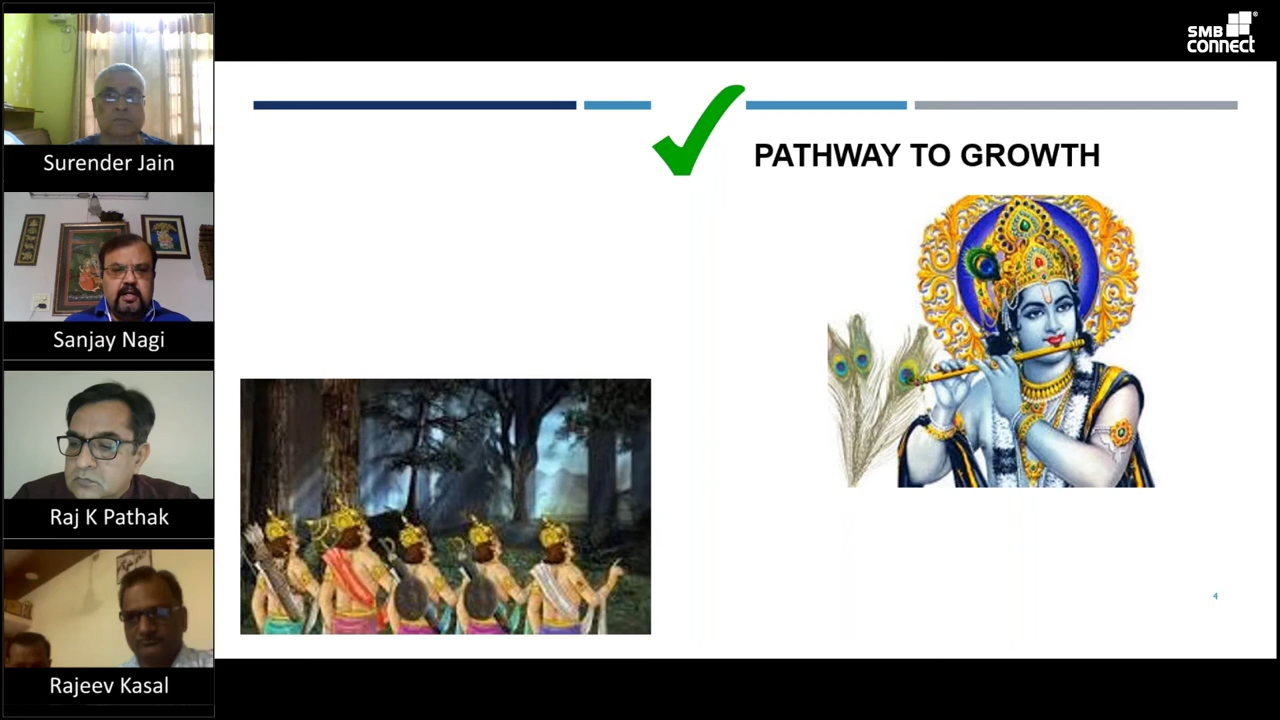 SMB
connect
PATHWAY TO GROWTH
Surender Jain
Sanjay Nagi
Raj K Pathak
Rajeev Kasal
4